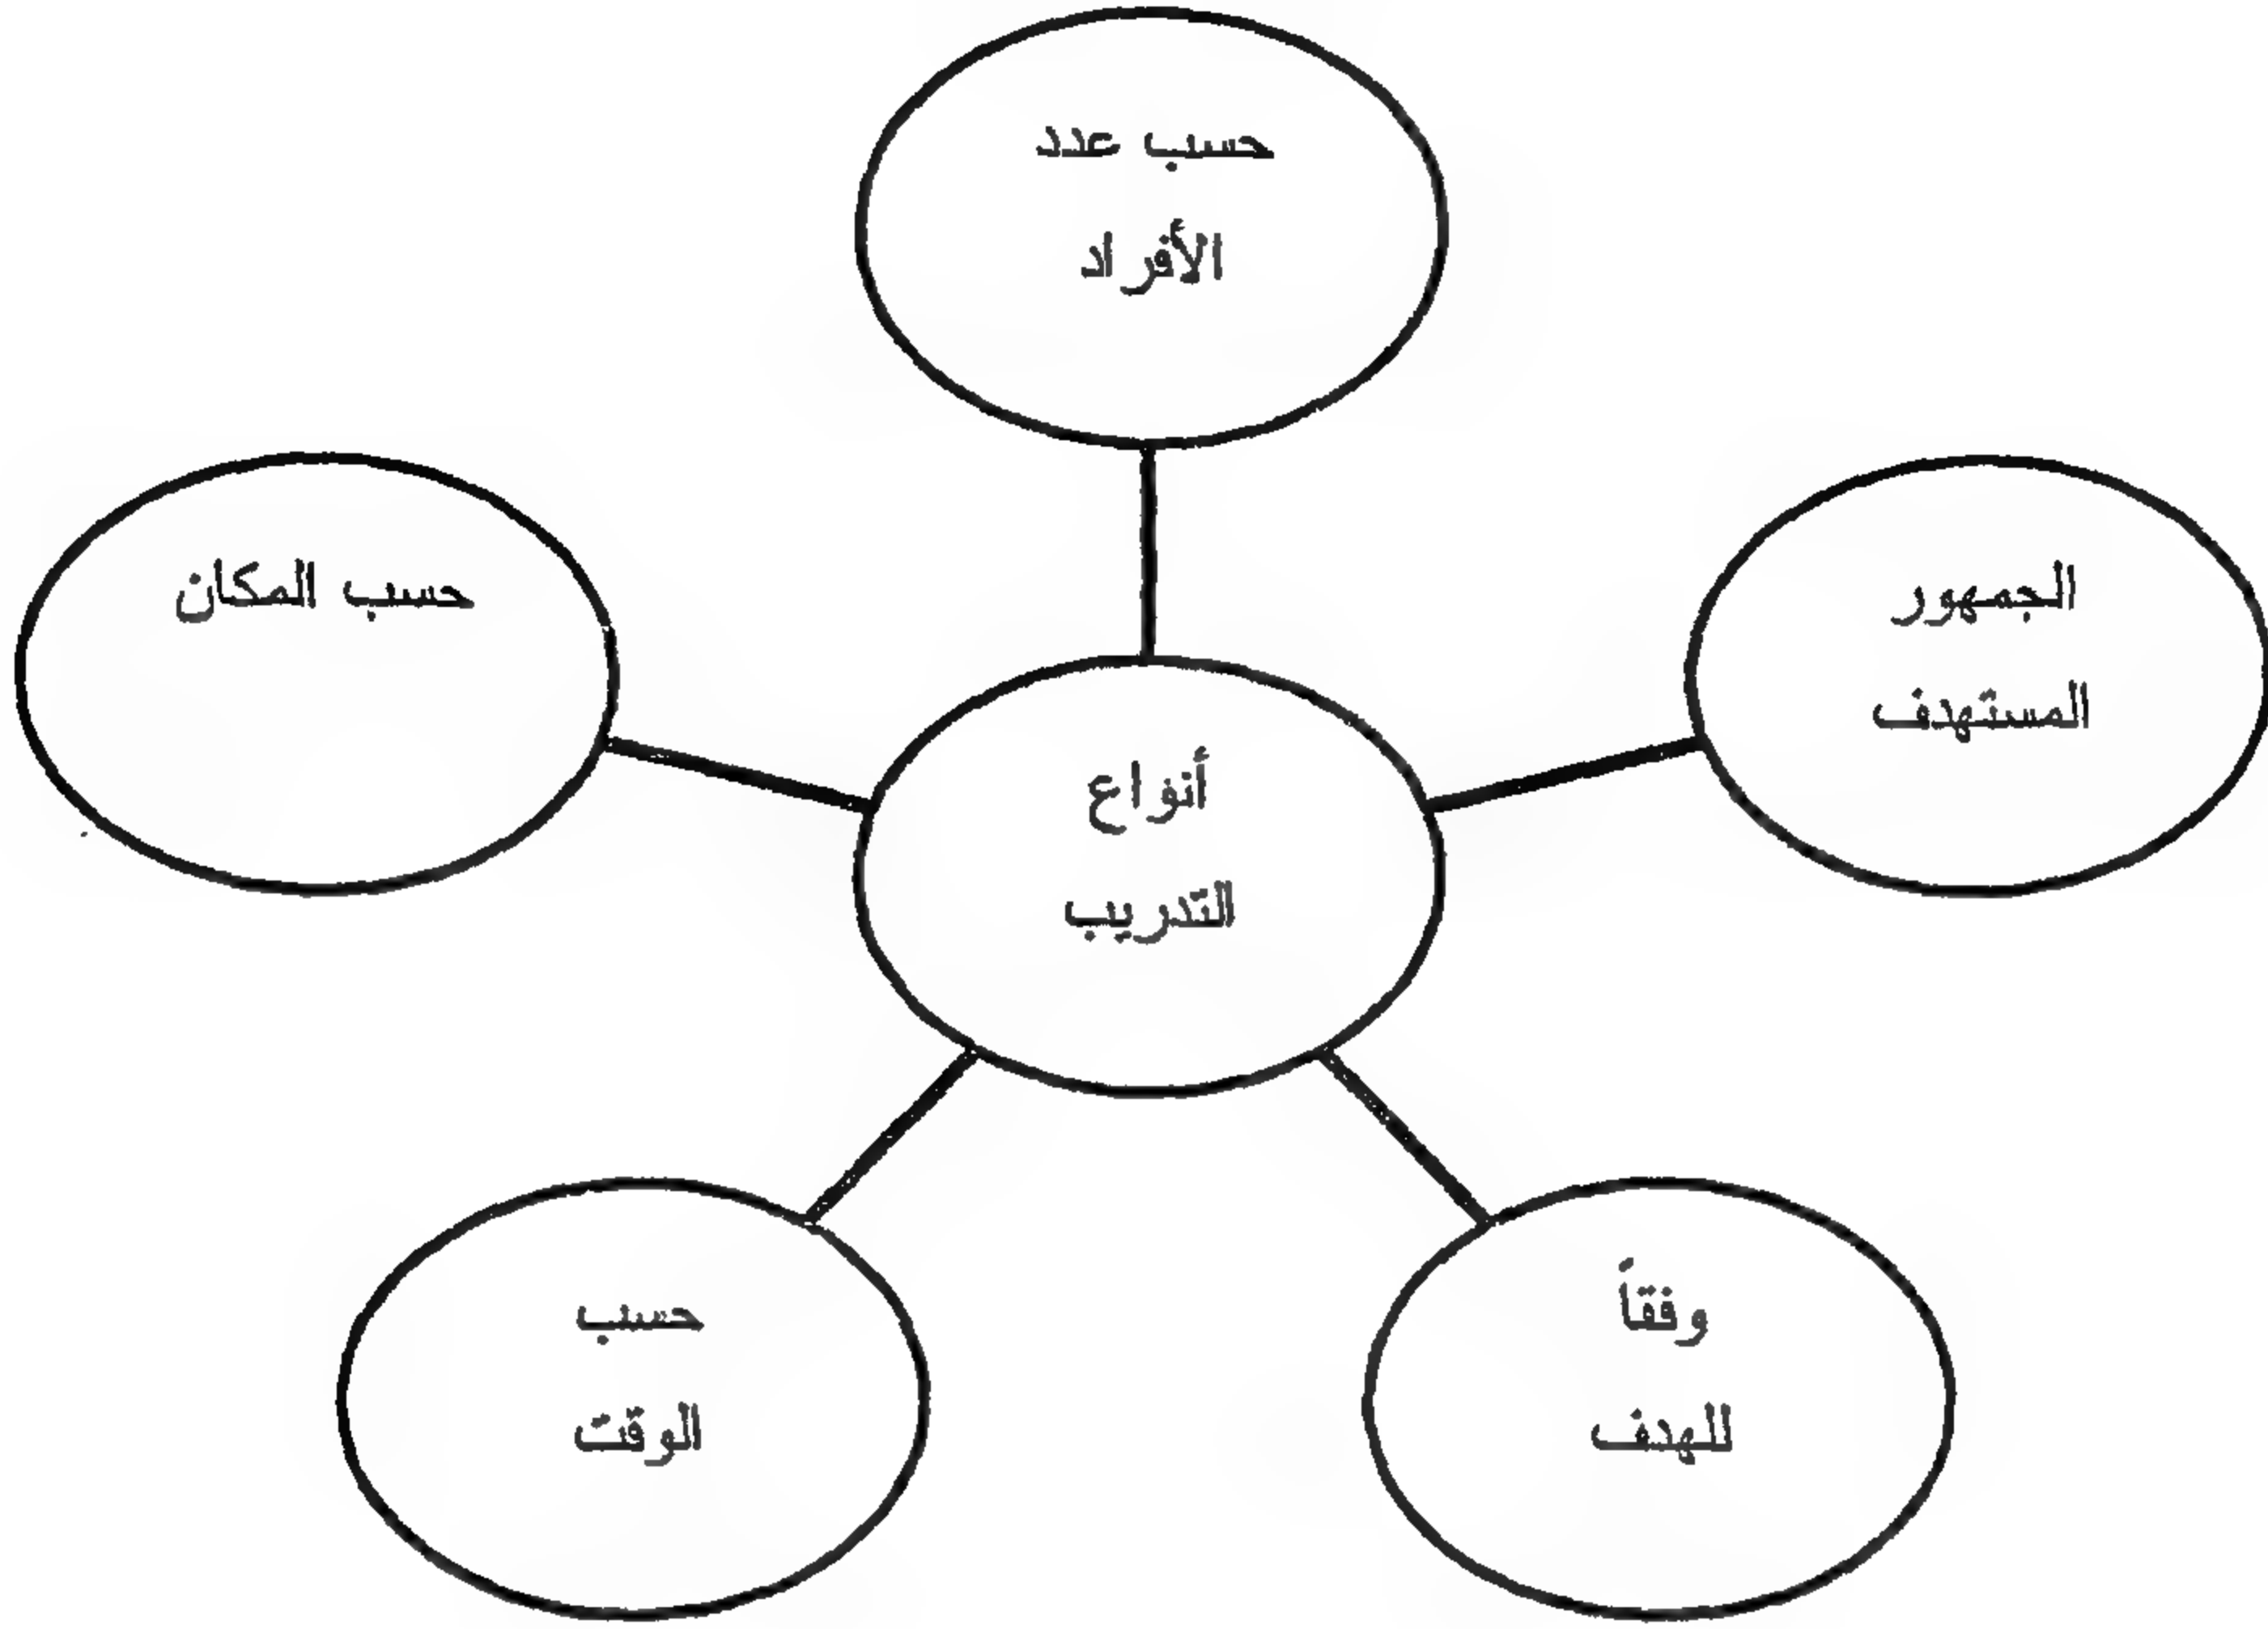 حسب عدد
الأفراد
الجمهور
المستهدف
حسب المكان
أنواع
التدريب
وفقاً
للهدف
حسب
الوقت